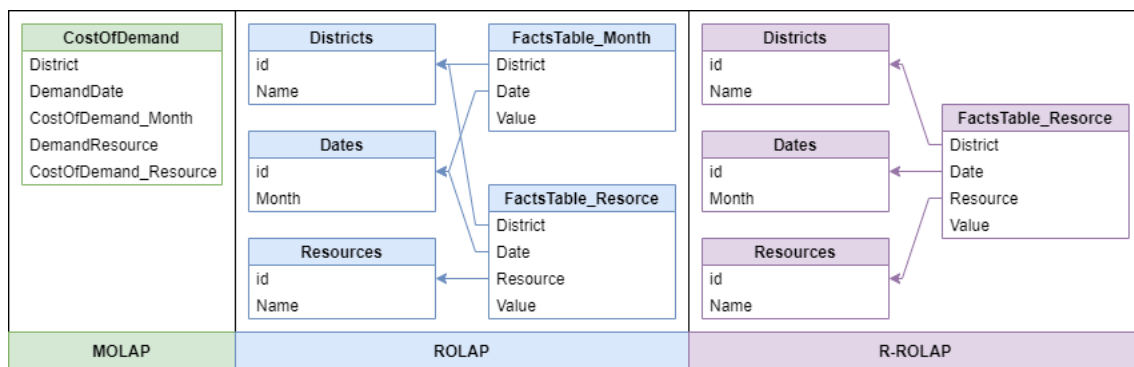 CostOfDemand
District
DemandDate
CostOfDemand_Month
DemandResource
CostOfDemand_Resource
MOLAP
Districts
id
Name
Dates
id
Month
Resources
id
Name
FactsTable_Month
District
Date
Value
FactsTable_Resorce
District
Date
Resource
Value
ROLAP
Districts
id
Name
Dates
id
Month
Resources
id
Name
FactsTable_Resorce
District
Date
Resource
Value
R-ROLAP